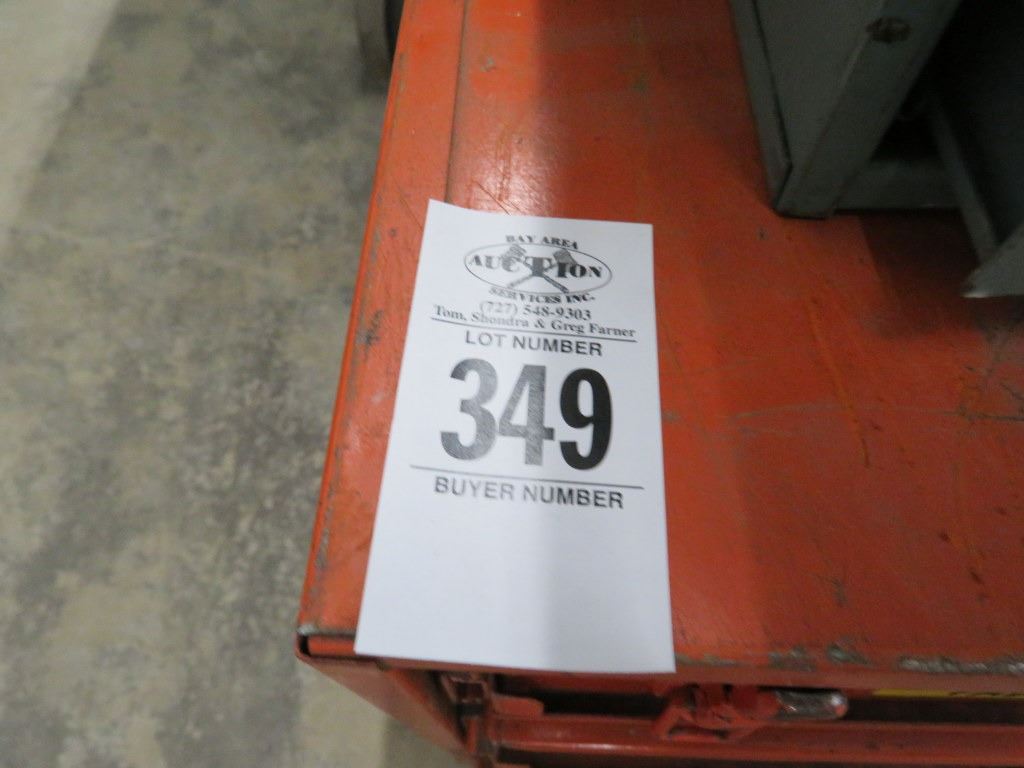 BAY AREA
AUCTION
SERVICES INC.
(727) 548-9303
Tom, Shondra & Greg Farner
LOT NUMBER
349
BUYER NUMBER